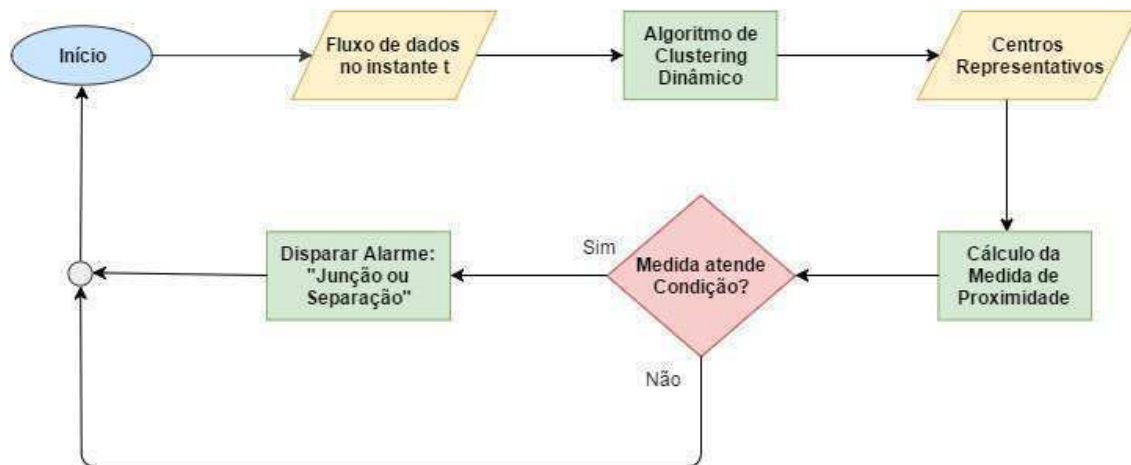 Início
Fluxo de dados
no instante t
Algoritmo de
Clustering
Dinâmico
Centros
Representativos
Cálculo da
Medida de
Proximidade
Medida atende
Condição?
Sim
Disparar Alarme:
"Junção ou
Separação"
Não